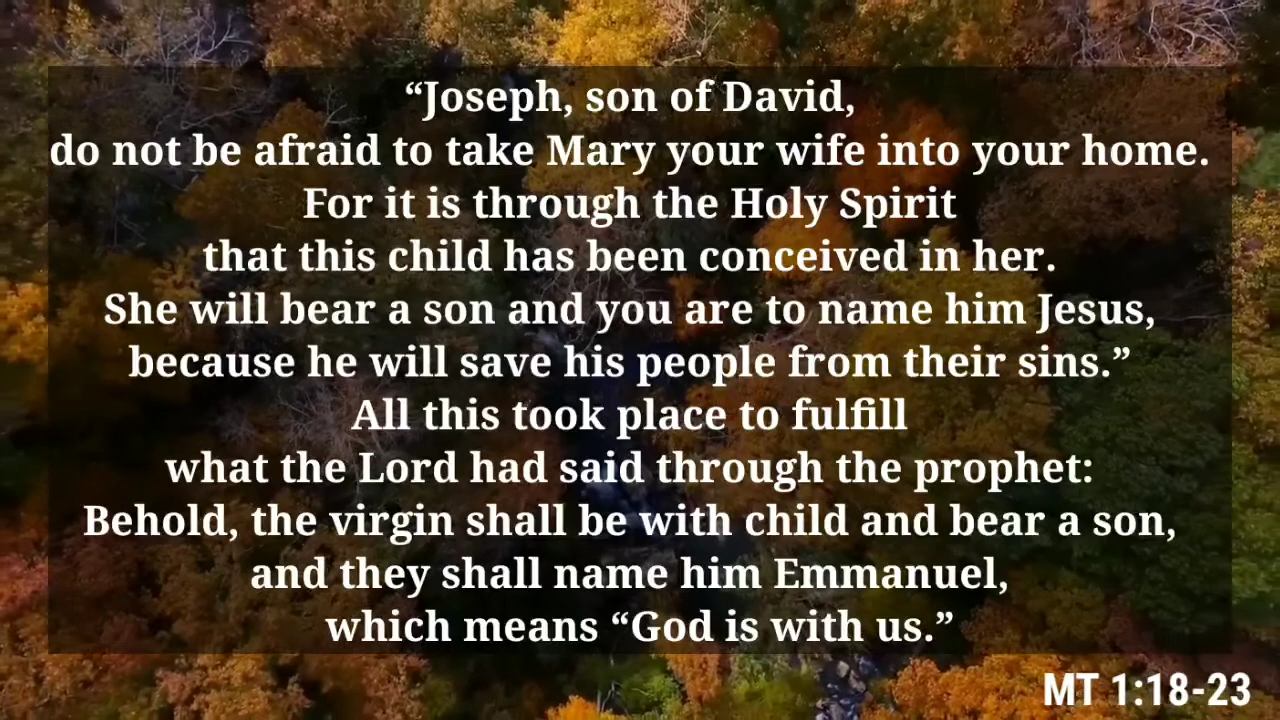 “Joseph, son of David,
do not be afraid to take Mary your wife into your home.
For it is through the Holy Spirit
that this child has been conceived in her.
She will bear a son and you are to name him Jesus,
because he will save his people from their sins.”
All this took place to fulfill
what the Lord had said through the prophet:
Behold, the virgin shall be with child and bear a son,
and they shall name him Emmanuel,
which means “God is with us.”
MT 1:18-23